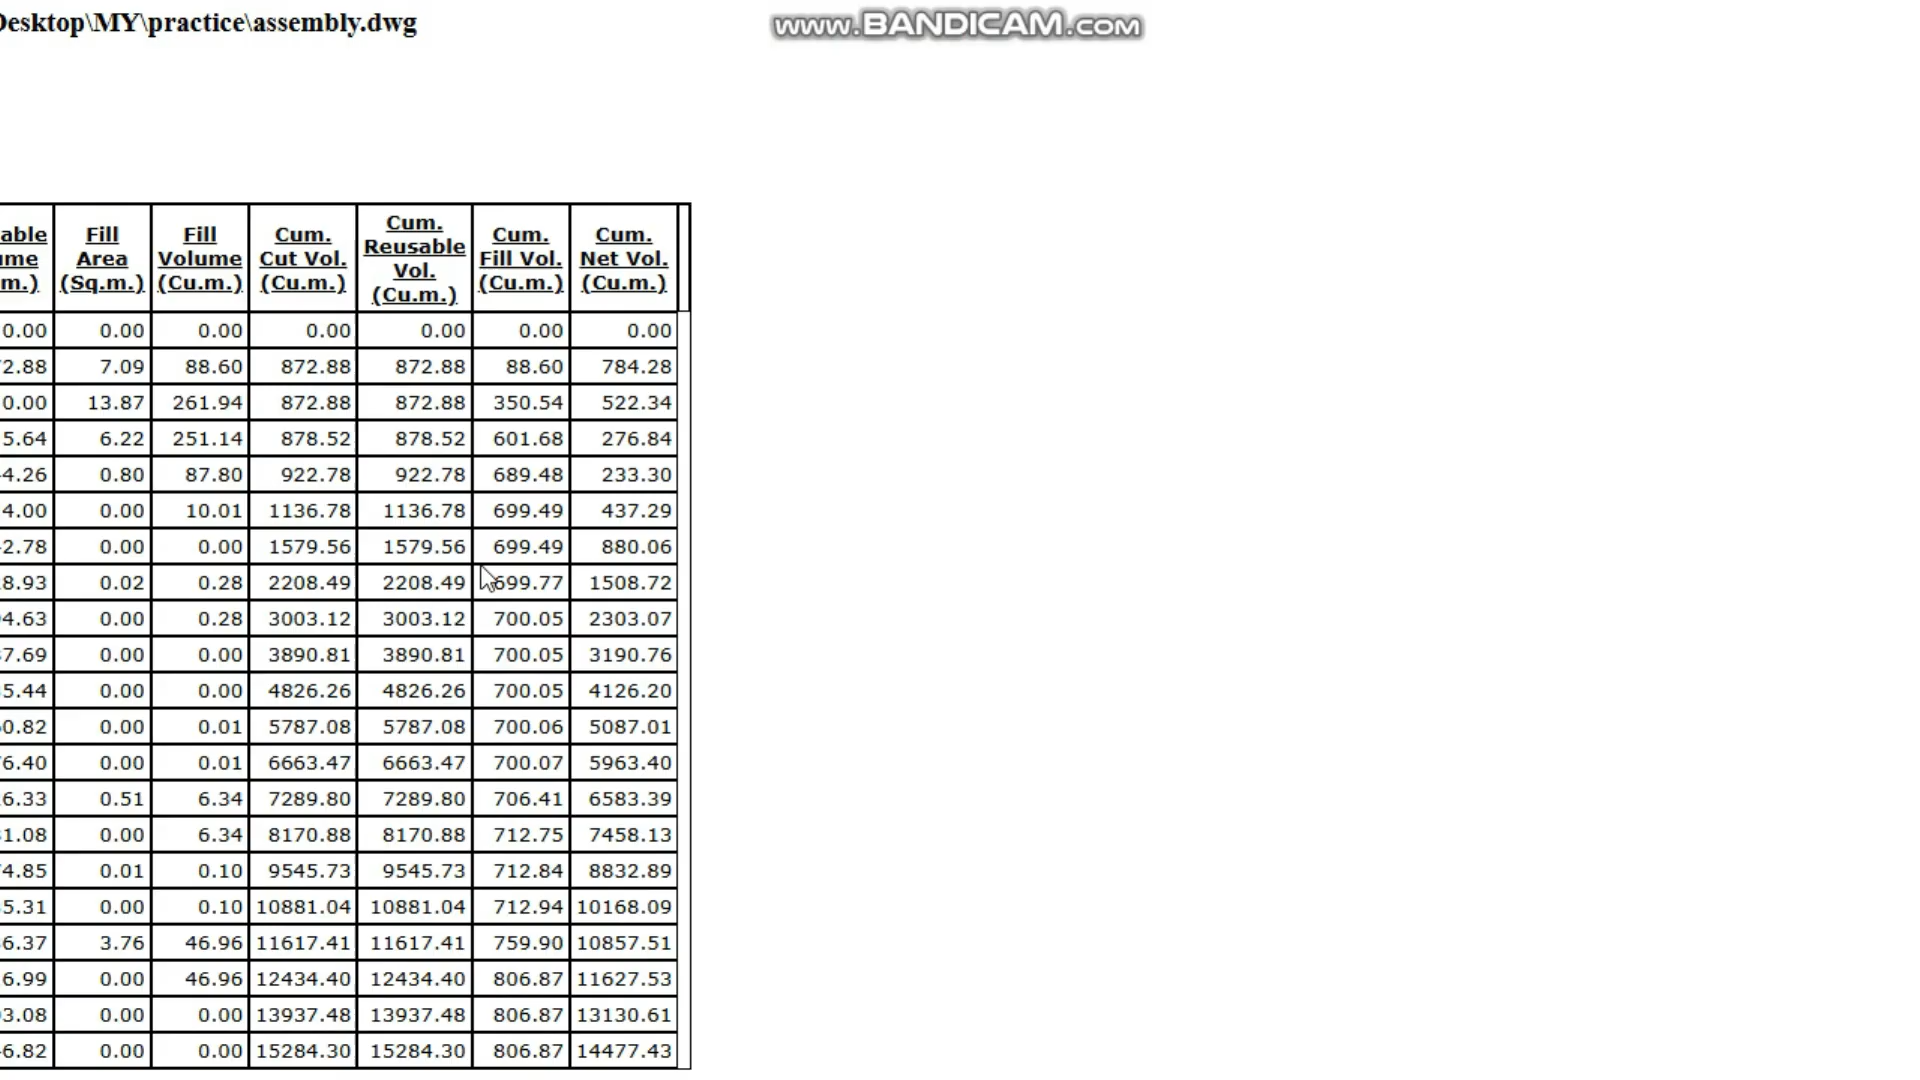 Desktop\MY\practice\assembly.dwg
www.BANDICAM.com
Fill Area (Sq.m.) Fill Volume (Cu.m.) Cum. Cut Vol. (Cu.m.) Cum. Reusable Vol. (Cu.m.) Cum. Fill Vol. (Cu.m.) Cum. Net Vol. (Cu.m.)
0.00 0.00 0.00 0.00 0.00 0.00 0.00
2.88 7.09 88.60 872.88 872.88 88.60 784.28
0.00 13.87 261.94 872.88 872.88 350.54 522.34
5.64 6.22 251.14 878.52 878.52 601.68 276.84
4.26 0.80 87.80 922.78 922.78 689.48 233.30
4.00 0.00 10.01 1136.78 1136.78 699.49 437.29
2.78 0.00 0.00 1579.56 1579.56 699.49 880.06
8.93 0.02 0.28 2208.49 2208.49 699.77 1508.72
4.63 0.00 0.28 3003.12 3003.12 700.05 2303.07
7.69 0.00 0.00 3890.81 3890.81 700.05 3190.76
5.44 0.00 0.00 4826.26 4826.26 700.05 4126.20
0.82 0.00 0.01 5787.08 5787.08 700.06 5087.01
6.40 0.00 0.01 6663.47 6663.47 700.07 5963.40
6.33 0.51 6.34 7289.80 7289.80 706.41 6583.39
1.08 0.00 6.34 8170.88 8170.88 712.75 7458.13
4.85 0.01 0.10 9545.73 9545.73 712.84 8832.89
5.31 0.00 0.10 10881.04 10881.04 712.94 10168.09
6.37 3.76 46.96 11617.41 11617.41 759.90 10857.51
6.99 0.00 46.96 12434.40 12434.40 806.87 11627.53
3.08 0.00 0.00 13937.48 13937.48 806.87 13130.61
6.82 0.00 0.00 15284.30 15284.30 806.87 14477.43